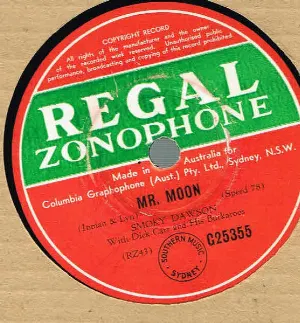 COPYRIGHT RECORD
All rights of the manufacturer and the owner
of the recorded work reserved. Unauthorised public
performance, broadcasting and copying of this record prohibited.
REGAL
ZONOPHONE
Made in Australia for
Columbia Graphophone (Aust.) Pty. Ltd., Sydney, N.S.W.
MR. MOON
(Inman & Lyn) (Speed 78)
SMOKY DAWSON
With Dick Carr and His Buckaroos
(RZ43)
SOUTHERN MUSIC
SYDNEY
G25355